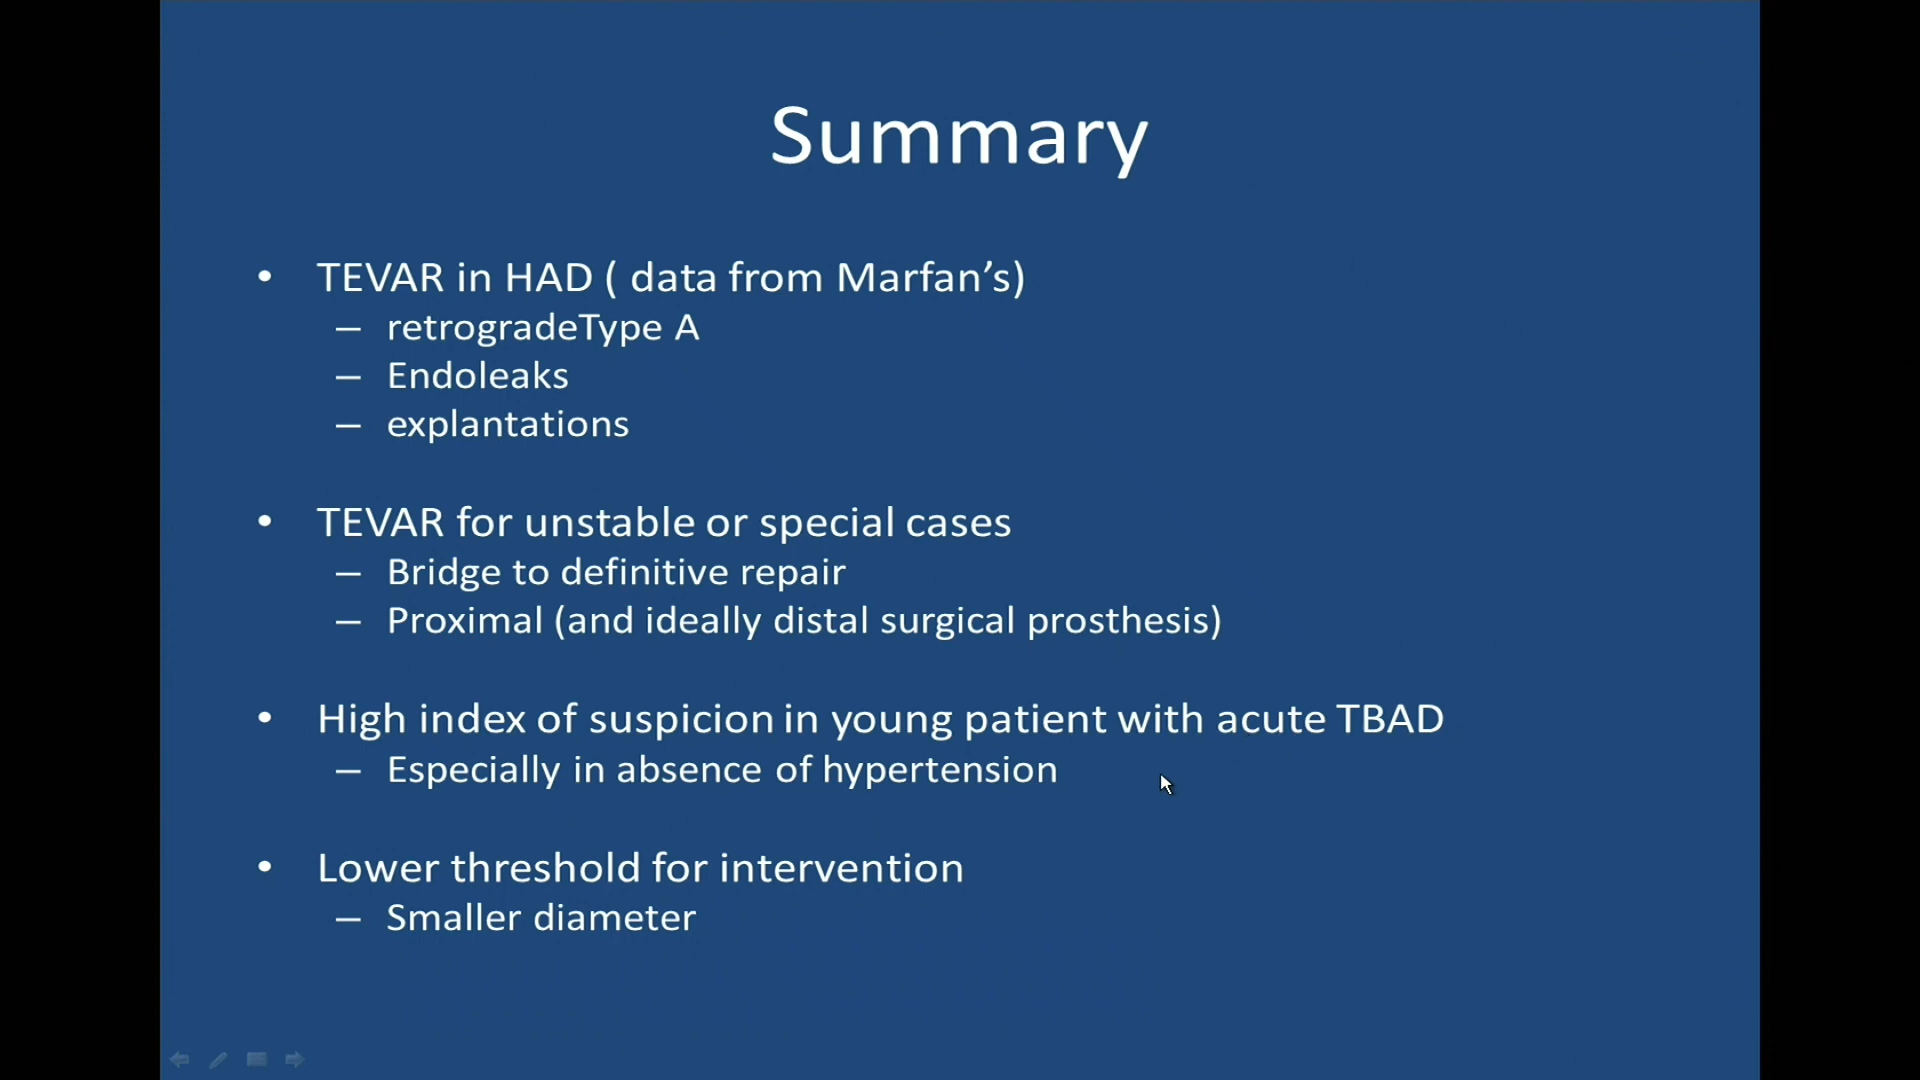 Summary
• TEVAR in HAD ( data from Marfan’s)
– retrogradeType A
– Endoleaks
– explantations
• TEVAR for unstable or special cases
– Bridge to definitive repair
– Proximal (and ideally distal surgical prosthesis)
• High index of suspicion in young patient with acute TBAD
– Especially in absence of hypertension
• Lower threshold for intervention
– Smaller diameter